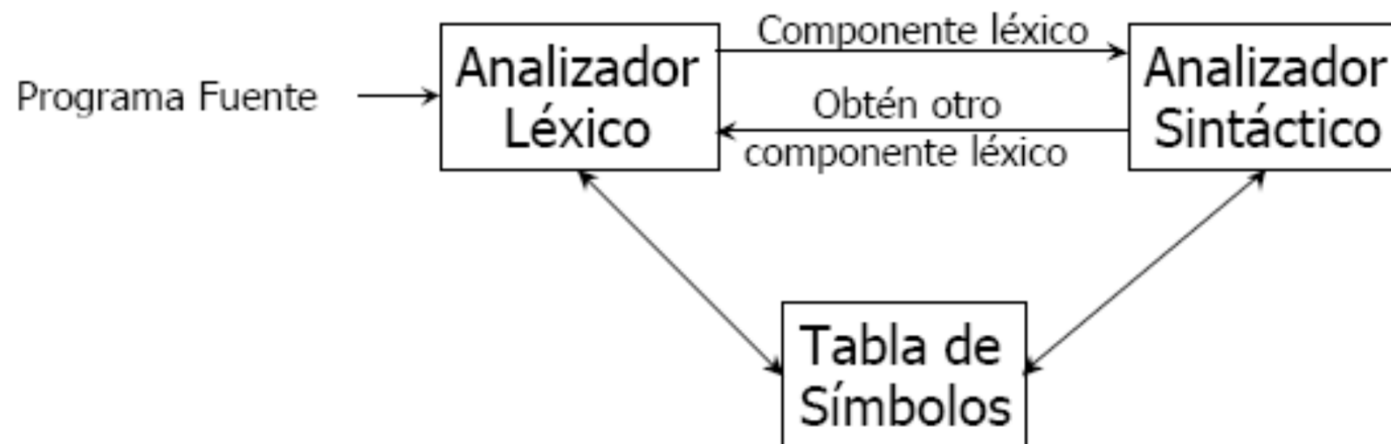 Programa Fuente
Analizador
Léxico
Componente léxico
Obtén otro
componente léxico
Analizador
Sintáctico
Tabla de
Símbolos